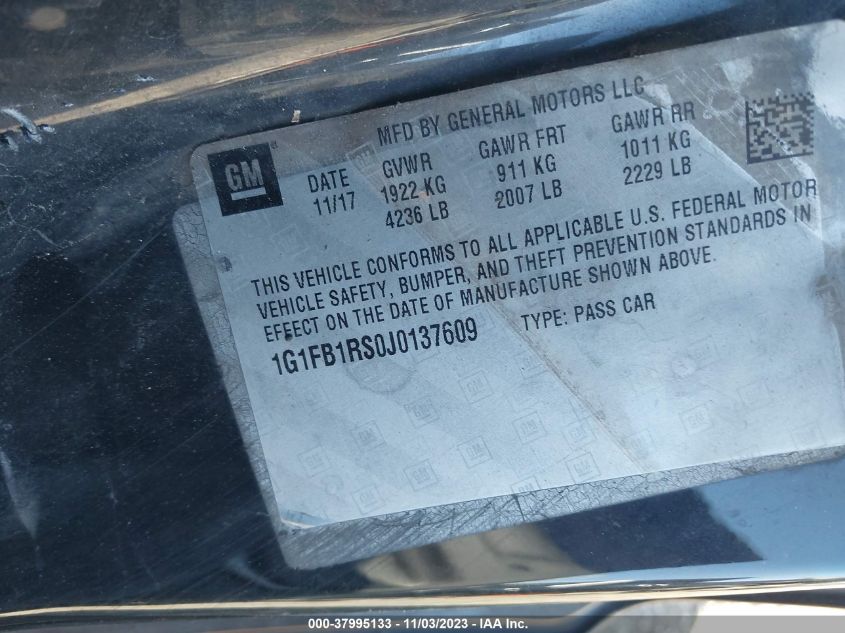 MFD BY GENERAL MOTORS LLC
GM
DATE GVWR GAWR FRT GAWR RR
11/17 1922 KG 911 KG 1011 KG
4236 LB 2007 LB 2229 LB
THIS VEHICLE CONFORMS TO ALL APPLICABLE U.S. FEDERAL MOTOR
VEHICLE SAFETY, BUMPER, AND THEFT PREVENTION STANDARDS IN
EFFECT ON THE DATE OF MANUFACTURE SHOWN ABOVE.
1G1FB1RS0J0137609 TYPE: PASS CAR
000-37995133 - 11/03/2023 - IAA Inc.